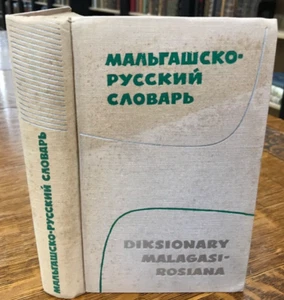 МАЛЬГАШСКО-
РУССКИЙ
СЛОВАРЬ
DIKSIONARY
MALAGASI-
ROSIANA
МАЛЬГАШСКО-РУССКИЙ СЛОВАРЬ